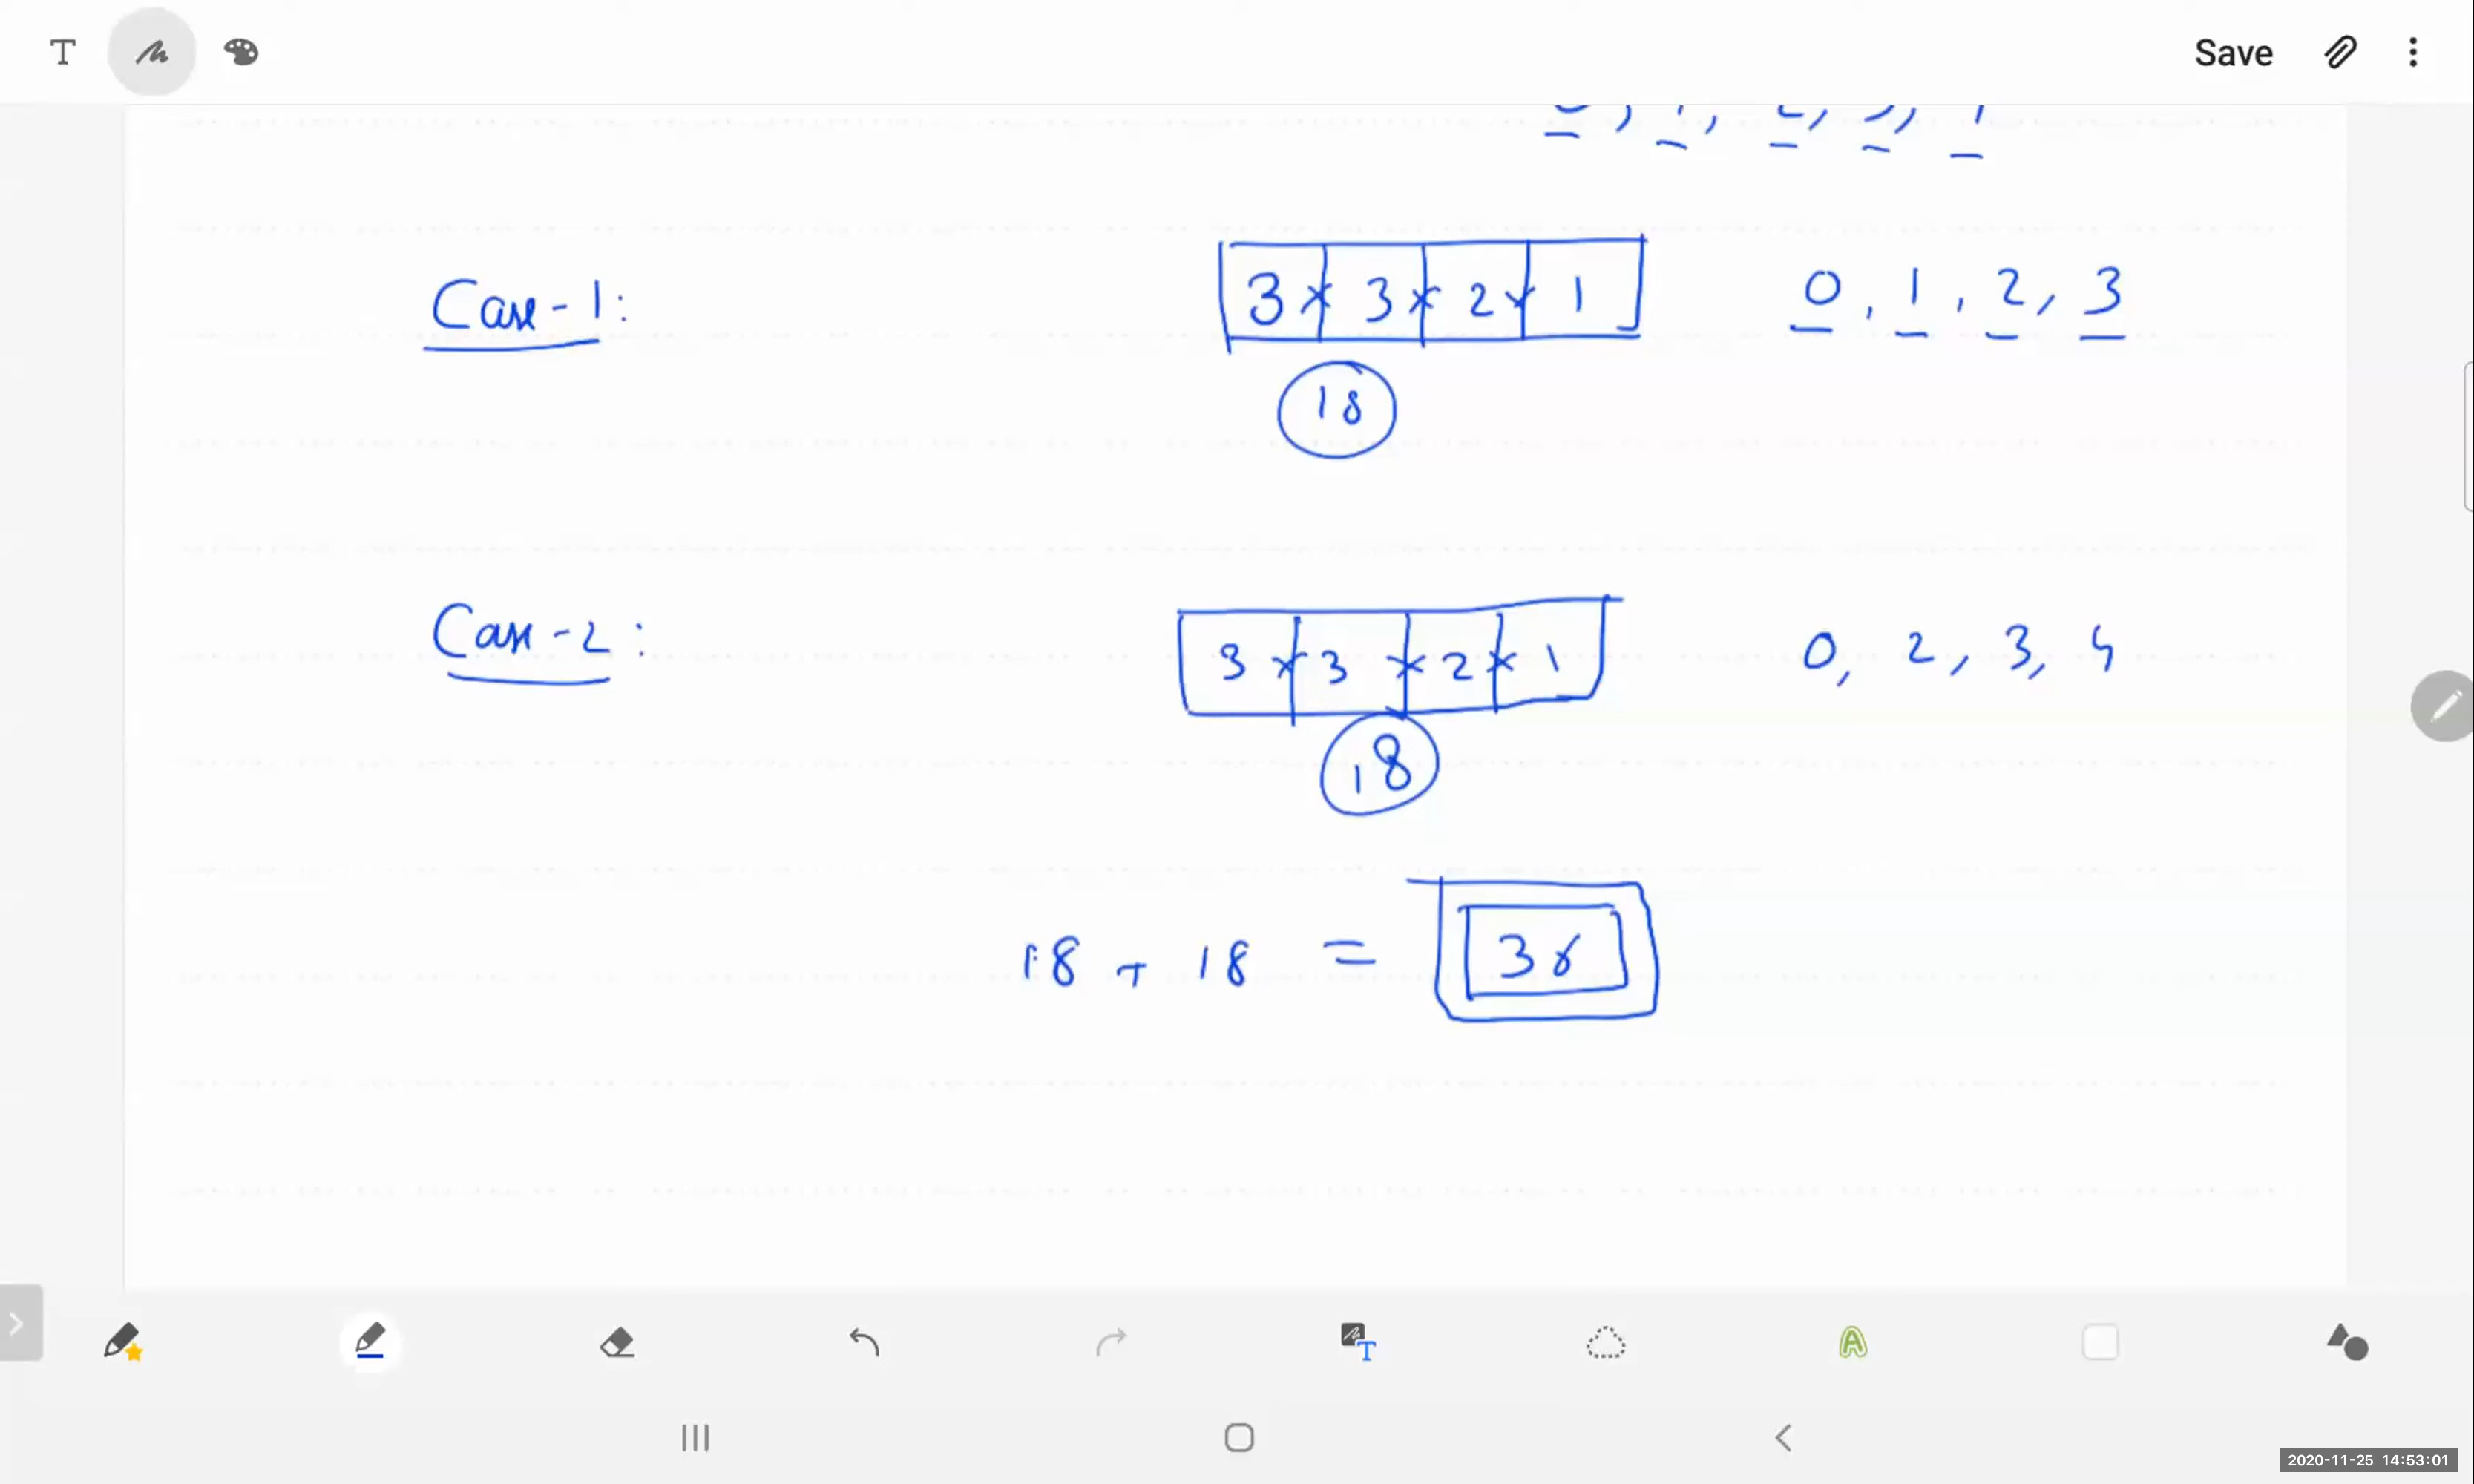 T Save
Case-1: 3 × 3 × 2 × 1 0, 1, 2, 3
18
Case-2: 3 × 3 × 2 × 1 0, 2, 3, 4
18
18 + 18 = 36
T A
2020-11-25 14:53:01